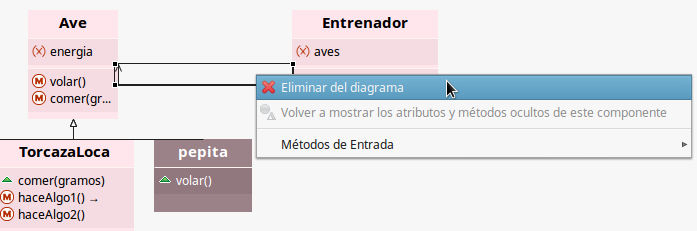 Ave
energia
volar()
comer(gr...
Entrenador
aves
Eliminar del diagrama
Volver a mostrar los atributos y métodos ocultos de este componente
Métodos de Entrada
TorcazaLoca
comer(gramos)
haceAlgo1() →
haceAlgo2()
pepita
volar()